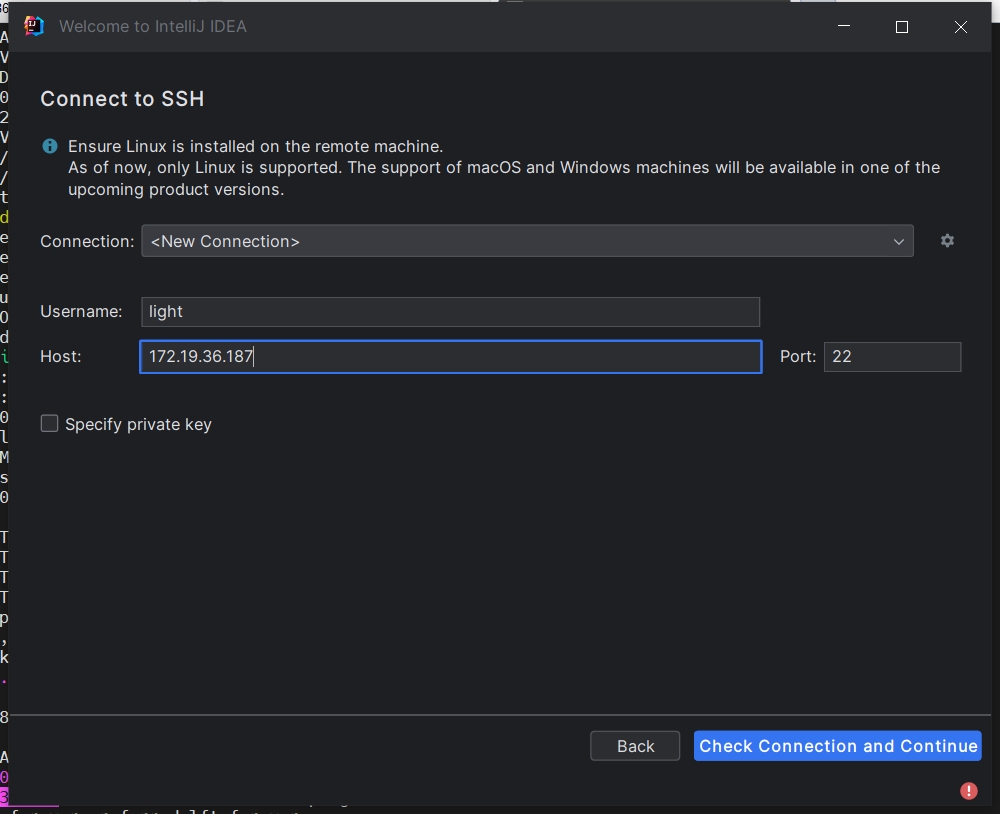 Welcome to IntelliJ IDEA
Connect to SSH
Ensure Linux is installed on the remote machine.
As of now, only Linux is supported. The support of macOS and Windows machines will be available in one of the
upcoming product versions.
Connection: <New Connection>
Username: light
Host: 172.19.36.187 Port: 22
Specify private key
Back Check Connection and Continue